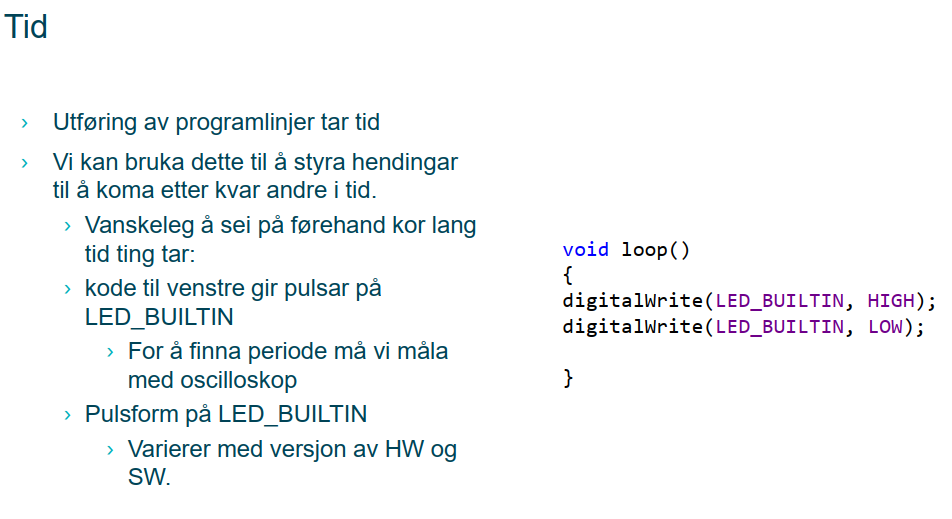 Tid
› Utføring av programlinjer tar tid
› Vi kan bruka dette til å styra hendingar
til å koma etter kvar andre i tid.
› Vanskeleg å sei på førehand kor lang
tid ting tar:
› kode til venstre gir pulsar på
LED_BUILTIN
› For å finna periode må vi måla
med oscilloskop
› Pulsform på LED_BUILTIN
› Varierer med versjon av HW og
SW.
void loop()
{
digitalWrite(LED_BUILTIN, HIGH);
digitalWrite(LED_BUILTIN, LOW);
}